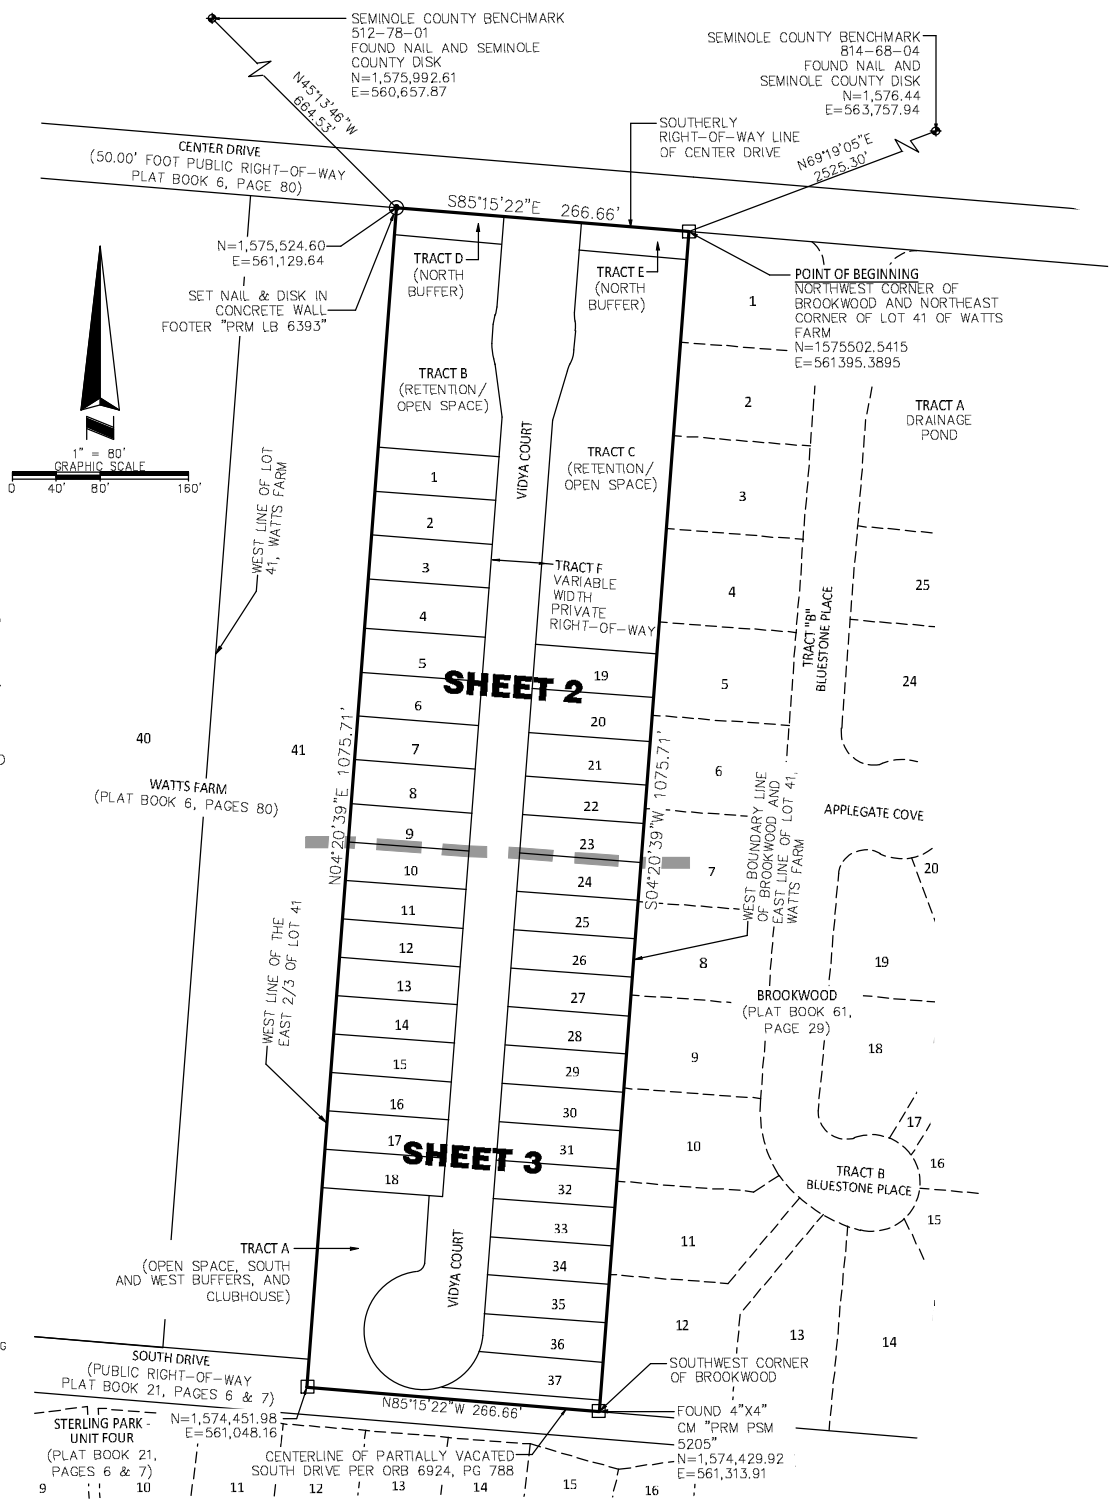 SEMINOLE COUNTY BENCHMARK
512-78-01
FOUND NAIL AND SEMINOLE
COUNTY DISK
N=1,575,992.61
E=560,657.87
SEMINOLE COUNTY BENCHMARK
814-68-04
FOUND NAIL AND
SEMINOLE COUNTY DISK
N=1,576.44
E=563,757.94
N45°13'46"W
664.53'
SOUTHERLY
RIGHT-OF-WAY LINE
OF CENTER DRIVE
N69°19'05"E
2525.30'
CENTER DRIVE
(50.00' FOOT PUBLIC RIGHT-OF-WAY
PLAT BOOK 6, PAGE 80)
S85°15'22"E 266.66'
N=1,575,524.60
E=561,129.64
SET NAIL & DISK IN
CONCRETE WALL
FOOTER "PRM LB 6393"
TRACT D
(NORTH
BUFFER)
TRACT E
(NORTH
BUFFER)
POINT OF BEGINNING
NORTHWEST CORNER OF
BROOKWOOD AND NORTHEAST
CORNER OF LOT 41 OF WATTS
FARM
N=1575502.5415
E=561395.3895
1" = 80'
GRAPHIC SCALE
0 40' 80' 160'
TRACT B
(RETENTION/
OPEN SPACE)
VIDYA COURT
TRACT C
(RETENTION/
OPEN SPACE)
TRACT A
DRAINAGE
POND
WEST LINE OF LOT
41, WATTS FARM
TRACT F
VARIABLE
WIDTH
PRIVATE
RIGHT-OF-WAY
TRACT "B"
BLUESTONE PLACE
1
2
3
4
5
6
7
8
9
10
11
12
13
14
15
16
17
18
19
20
21
22
23
24
25
26
27
28
29
30
31
32
33
34
35
36
37
SHEET 2
SHEET 3
40
41
WATTS FARM
(PLAT BOOK 6, PAGES 80)
N04°20'39"E 1075.71'
S04°20'39"W 1075.71'
WEST BOUNDARY LINE
OF BROOKWOOD AND
EAST LINE OF LOT 41,
WATTS FARM
APPLEGATE COVE
1
2
3
4
5
6
7
8
9
10
11
12
13
14
15
16
17
18
19
20
24
25
WEST LINE OF THE
EAST 2/3 OF LOT 41
BROOKWOOD
(PLAT BOOK 61,
PAGE 29)
TRACT B
BLUESTONE PLACE
TRACT A
(OPEN SPACE, SOUTH
AND WEST BUFFERS, AND
CLUBHOUSE)
VIDYA COURT
G
SOUTH DRIVE
(PUBLIC RIGHT-OF-WAY
PLAT BOOK 21, PAGES 6 & 7)
N85°15'22"W 266.66'
SOUTHWEST CORNER
OF BROOKWOOD
STERLING PARK -
UNIT FOUR
(PLAT BOOK 21,
PAGES 6 & 7)
N=1,574,451.98
E=561,048.16
CENTERLINE OF PARTIALLY VACATED
SOUTH DRIVE PER ORB 6924, PG 788
FOUND 4"X4"
CM "PRM PSM
5205"
N=1,574,429.92
E=561,313.91
9 10 11 12 13 14 15 16